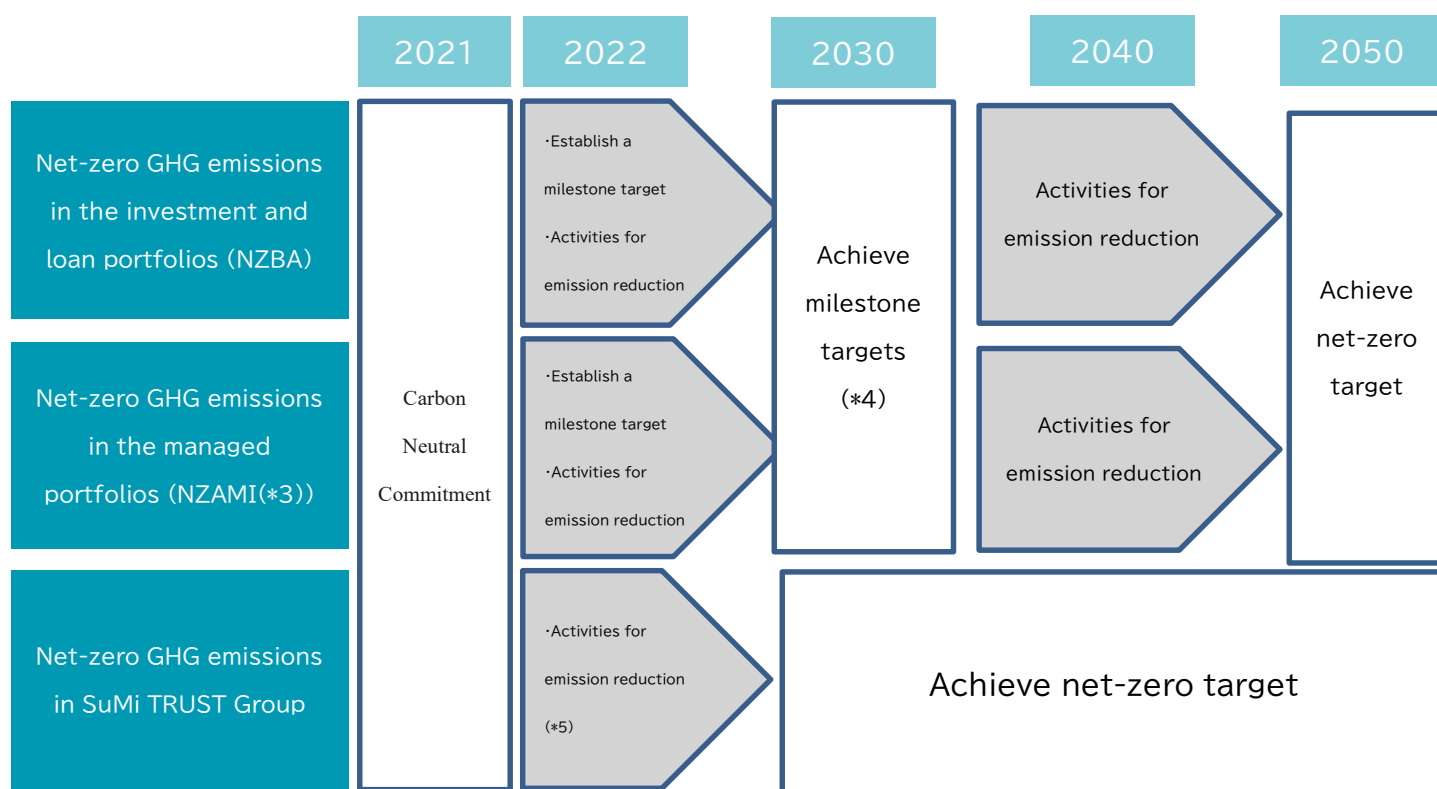 2021
2022
2030
2040
2050
Net-zero GHG emissions
in the investment and
loan portfolios (NZBA)
Net-zero GHG emissions
in the managed
portfolios (NZAMI(*3))
Net-zero GHG emissions
in SuMi TRUST Group
Carbon
Neutral
Commitment
・Establish a
milestone target
・Activities for
emission reduction
・Establish a
milestone target
・Activities for
emission reduction
・Activities for
emission reduction
(*5)
Achieve
milestone
targets
(*4)
Activities for
emission reduction
Activities for
emission reduction
Achieve
net-zero
target
Achieve net-zero target